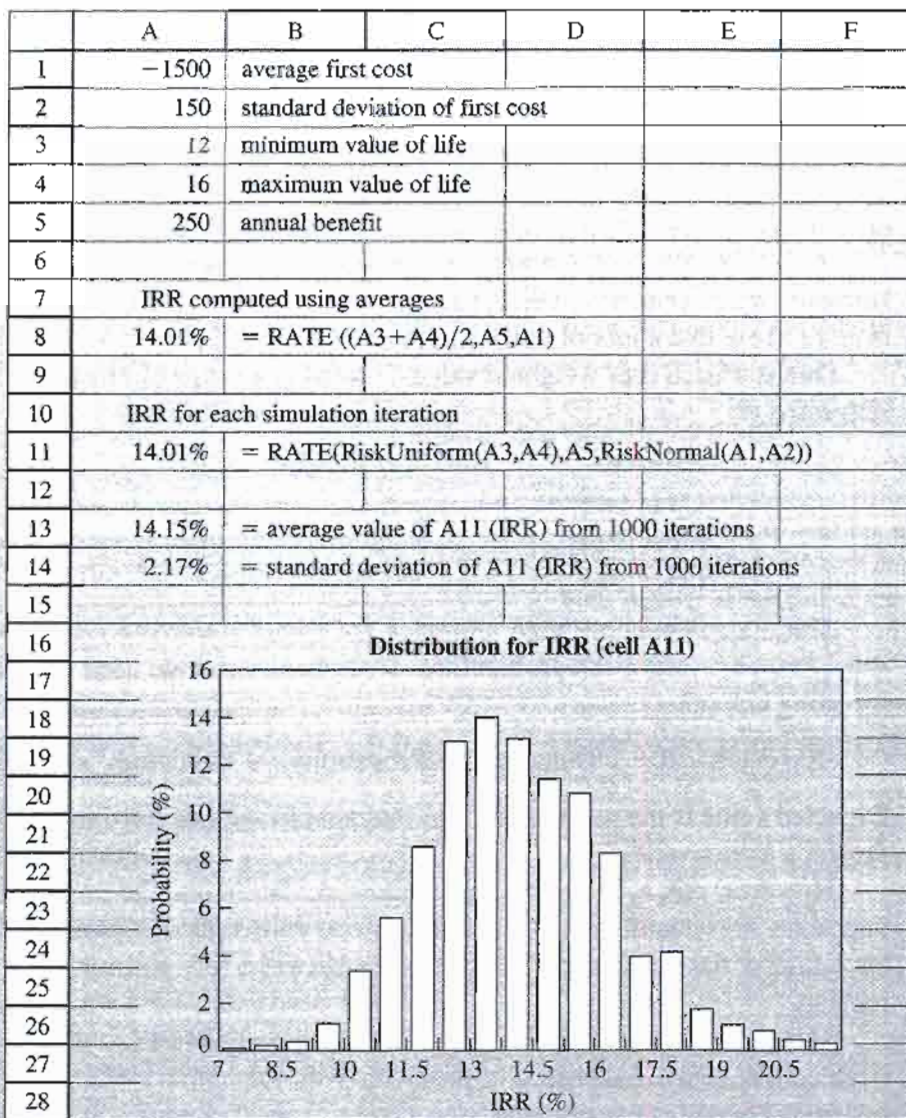 A B C D E F
1 −1500 average first cost
2 150 standard deviation of first cost
3 12 minimum value of life
4 16 maximum value of life
5 250 annual benefit
6
7 IRR computed using averages
8 14.01% = RATE ((A3+A4)/2,A5,A1)
9
10 IRR for each simulation iteration
11 14.01% = RATE(RiskUniform(A3,A4),A5,RiskNormal(A1,A2))
12
13 14.15% = average value of A11 (IRR) from 1000 iterations
14 2.17% = standard deviation of A11 (IRR) from 1000 iterations
15
16 Distribution for IRR (cell A11)
17
18
19
20
21
22
23
24
25
26
27
28
Probability (%)
16
14
12
10
8
6
4
2
0
7 8.5 10 11.5 13 14.5 16 17.5 19 20.5
IRR (%)